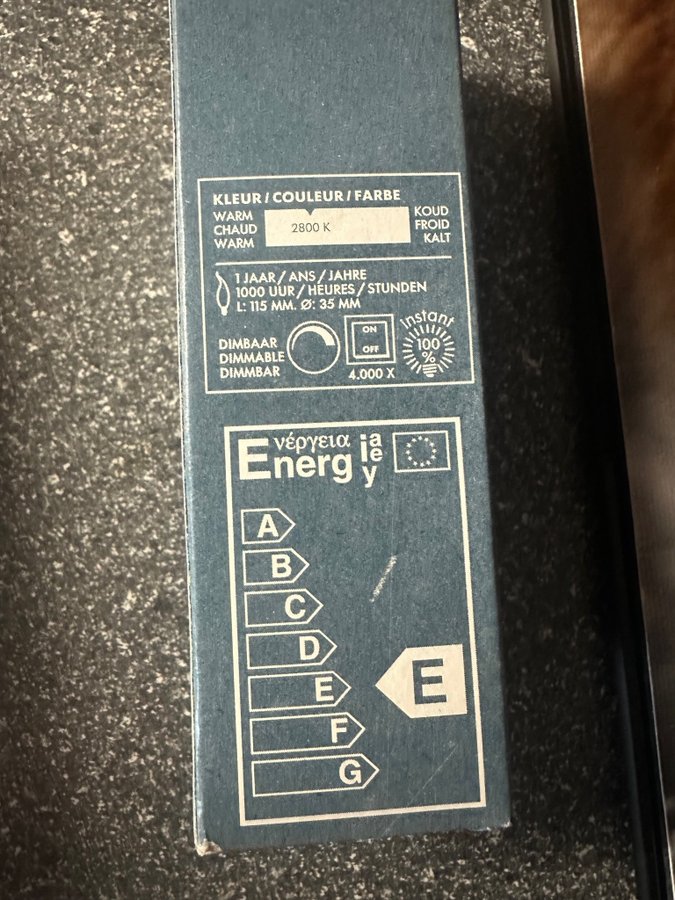 KLEUR / COULEUR / FARBE
WARM KOUD
CHAUD 2800 K FROID
WARM KALT
1 JAAR / ANS / JAHRE
1000 UUR / HEURES / STUNDEN
L: 115 MM. Ø: 35 MM
DIMBAAR
DIMMABLE
DIMMBAR
ON
OFF
4.000 X
instant
100
%
Energ
νέργεια
ia
ie
y
A
B
C
D
E
F
G
E